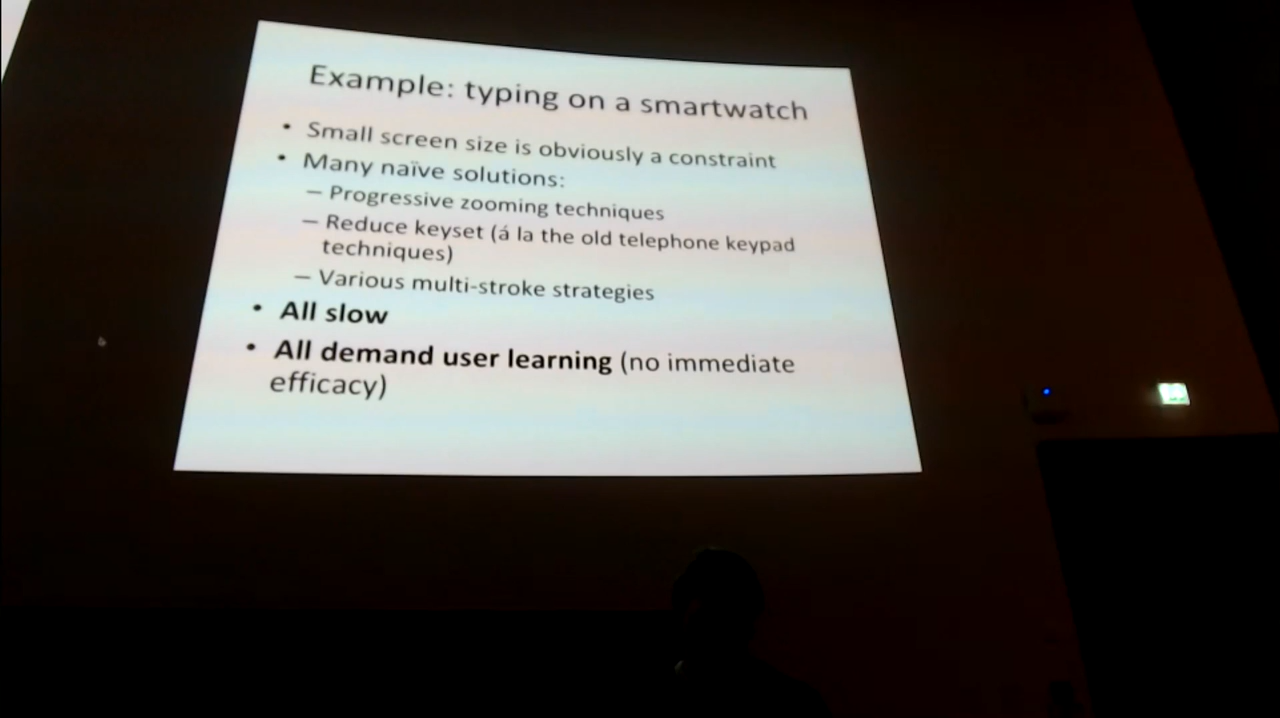 Example: typing on a smartwatch
• Small screen size is obviously a constraint
• Many naïve solutions:
– Progressive zooming techniques
– Reduce keyset (á la the old telephone keypad
techniques)
– Various multi-stroke strategies
• All slow
• All demand user learning (no immediate
efficacy)